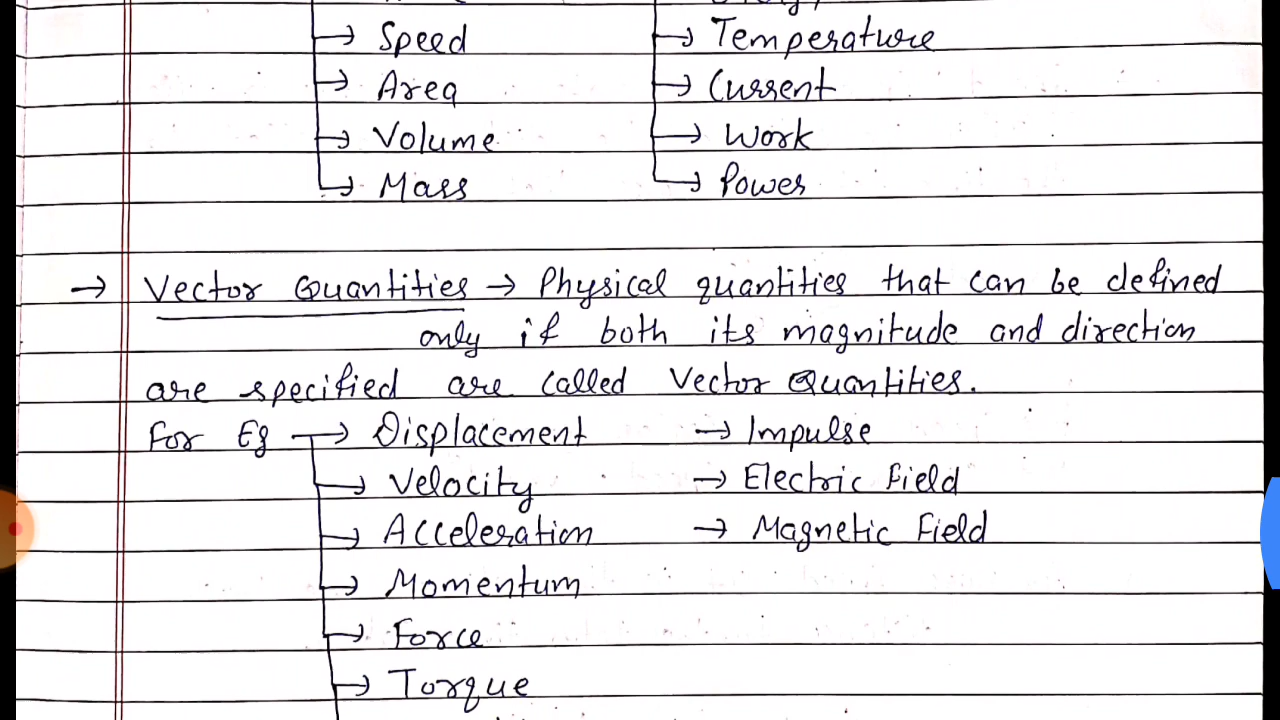 → Speed → Temperature
→ Area → Current
→ Volume → Work
→ Mass → Power
→ Vector Quantities → Physical quantities that can be defined
only if both its magnitude and direction
are specified are called Vector Quantities.
For Eg → Displacement → Impulse
→ Velocity → Electric Field
→ Acceleration → Magnetic Field
→ Momentum
→ Force
→ Torque